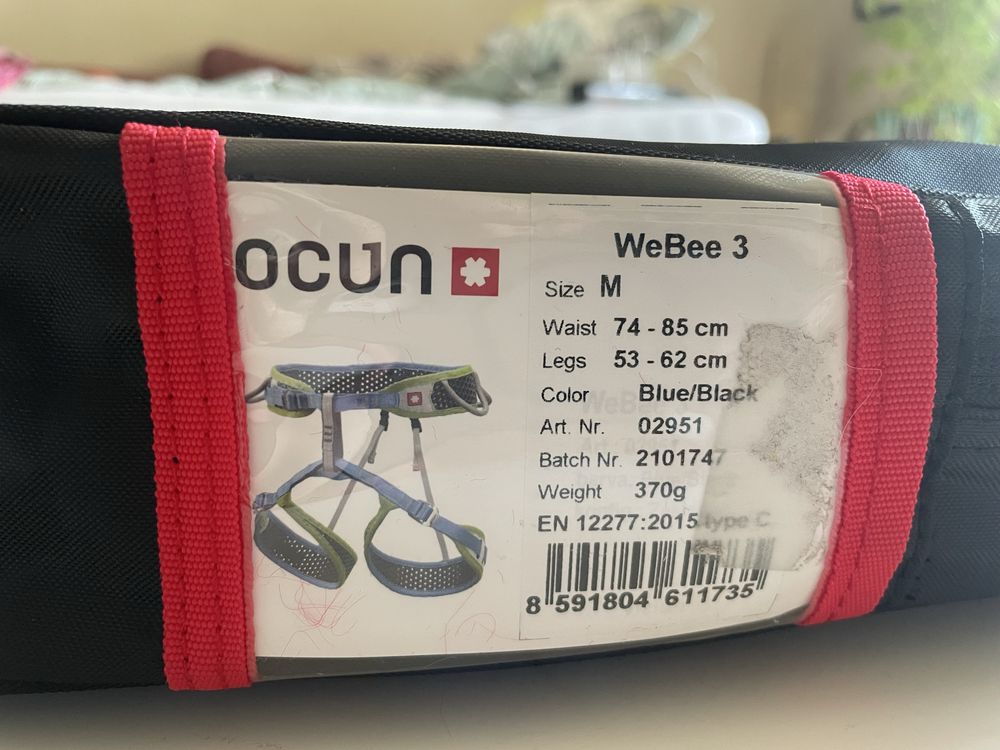 OCUN
WeBee 3
Size M
Waist 74 - 85 cm
Legs 53 - 62 cm
Color Blue/Black
Art. Nr. 02951
Batch Nr. 2101747
Weight 370g
EN 12277:2015 type C
8 591804 611735